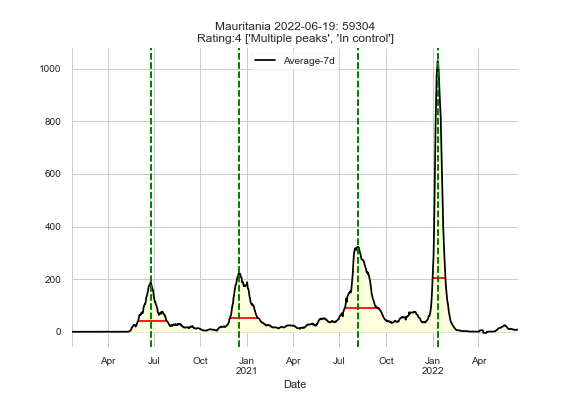 Mauritania 2022-06-19: 59304
Rating:4 ['Multiple peaks', 'In control']
Average-7d
1000
800
600
400
200
0
Apr Jul Oct Jan Apr Jul Oct Jan Apr
2021 2022
Date